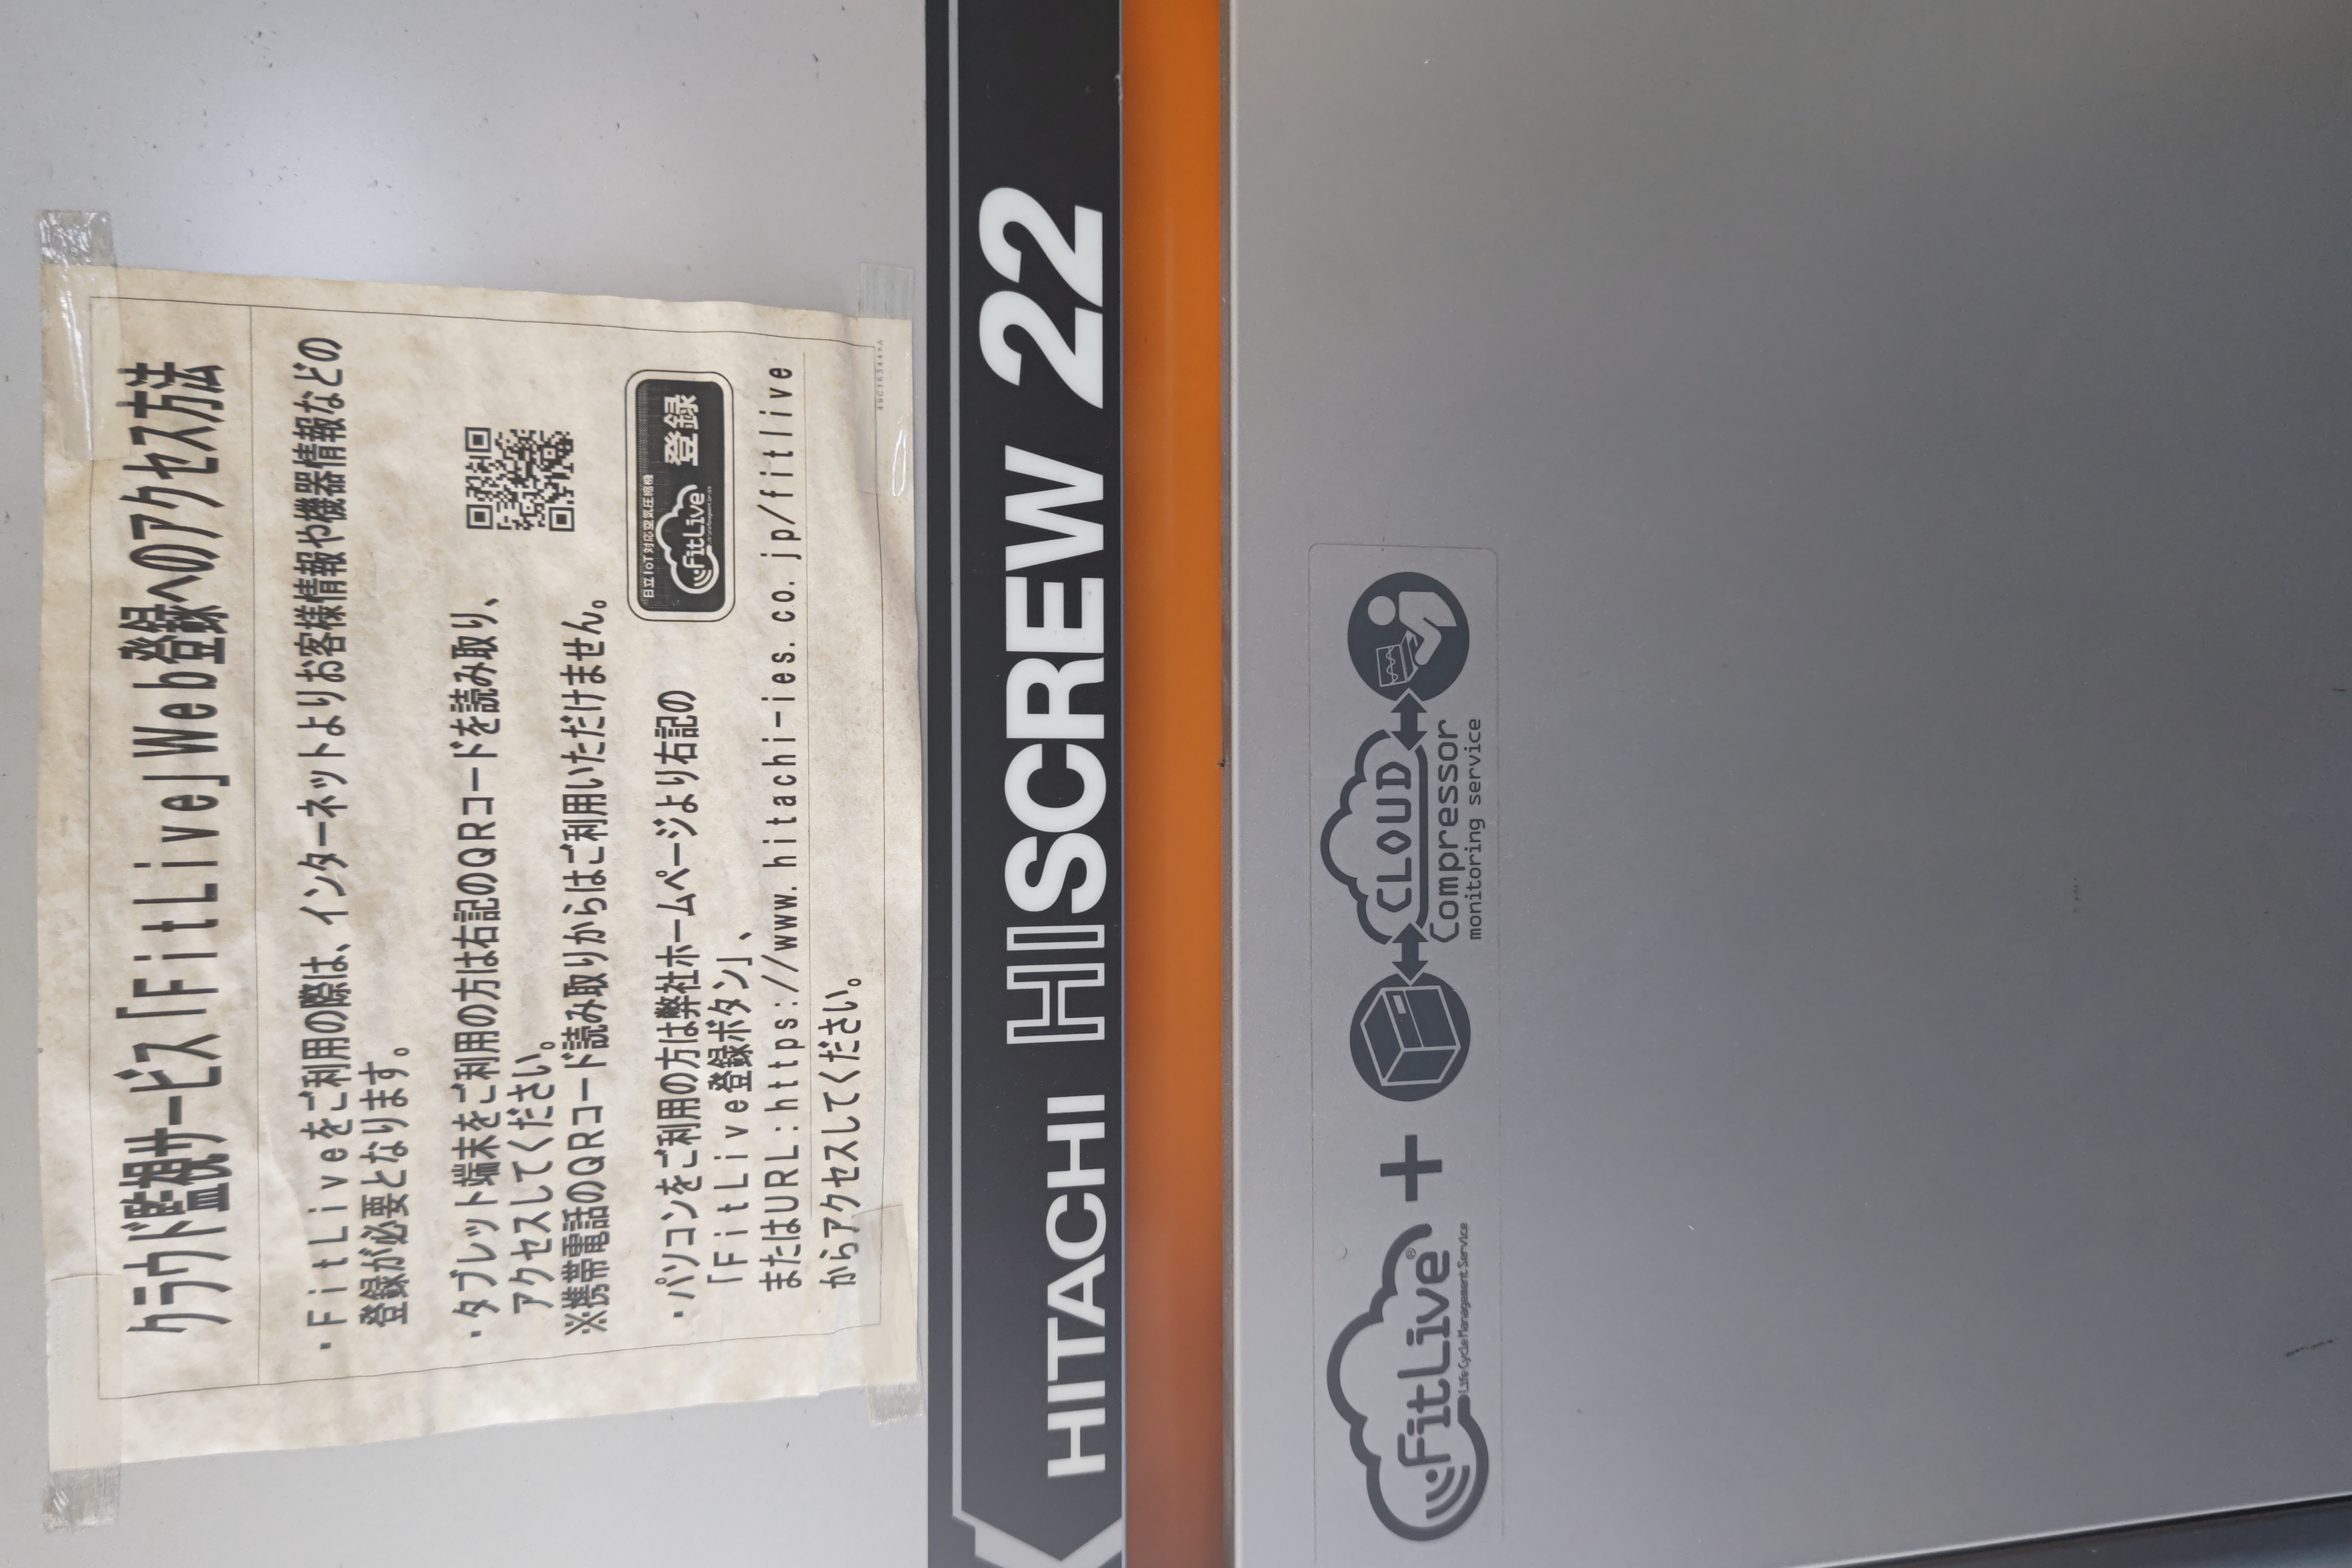 クラウド監視サービス「FitLive」Web登録へのアクセス方法
・FitLiveをご利用の際は、インターネットよりお客様情報や機器情報などの
登録が必要となります。
・タブレット端末をご利用の方は右記のQRコードを読み取り、
アクセスしてください。
※携帯電話のQRコード読み取りからはご利用いただけません。
・パソコンをご利用の方は弊社ホームページより右記の
「FitLive登録ボタン」、
またはURL:https://www.hitachi-ies.co.jp/fitlive
からアクセスしてください。
日立IoT対応空気圧縮機
FitLive 登録
49C16344*A
HITACHI HISCREW 22
FitLive®
Life Cycle Management Service
+
CLOUD
Compressor
monitoring service